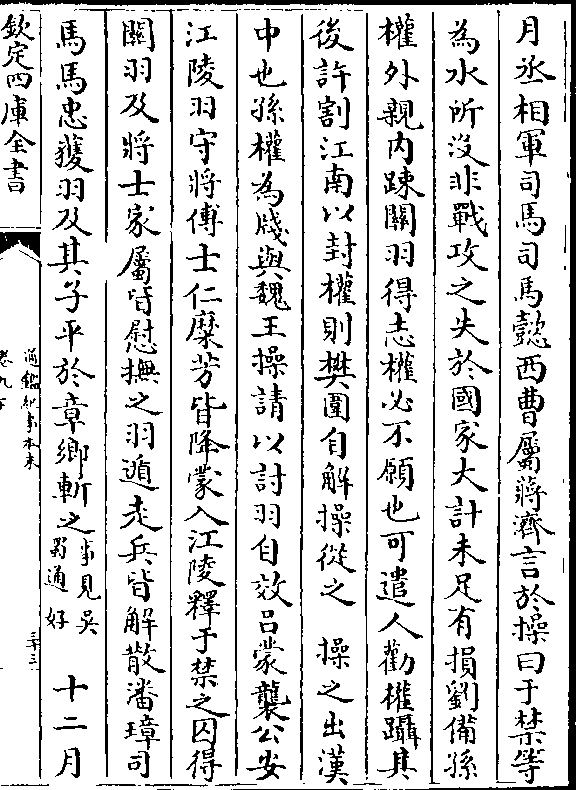 月丞相軍司馬司馬懿西曹屬蔣濟言於操曰于禁等
為水所沒非戰攻之失於國家大計未足有損劉備孫
權外親內踈關羽得志權必不願也可遣人勸權躡其
後許割江南以封權則樊圍自解操從之　操之出漢
中也孫權為牋與魏王操請以討羽自效吕蒙襲公安
江陵羽守將傅士仁糜芳皆降蒙入江陵釋于禁之囚得
關羽及將士家屬皆慰撫之羽遁走兵皆解散潘璋司
馬馬忠獲羽及其子平於章鄉斬之事見吳蜀通好　十二月
欽定四庫全書
通鑑紀事本末
卷九下
三十三